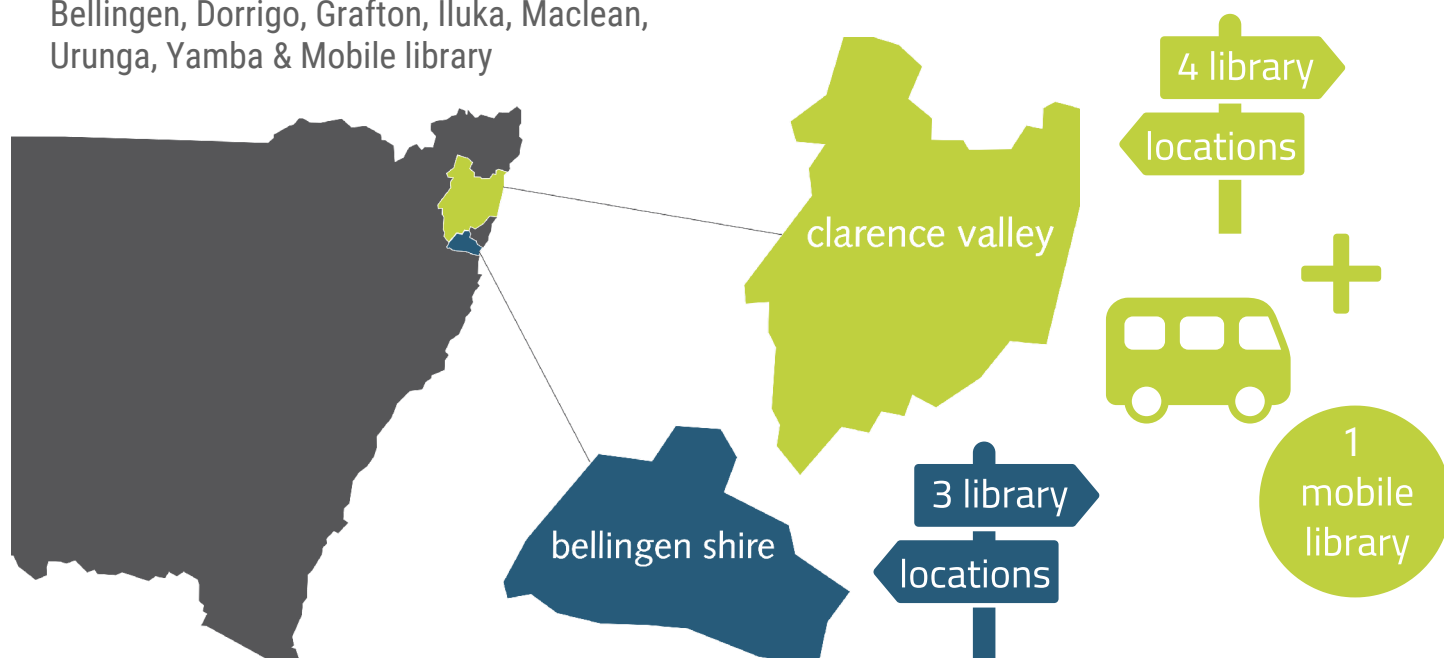 Bellingen, Dorrigo, Grafton, Iluka, Maclean,
Urunga, Yamba & Mobile library
4 library
locations
clarence valley
1
mobile
library
3 library
locations
bellingen shire